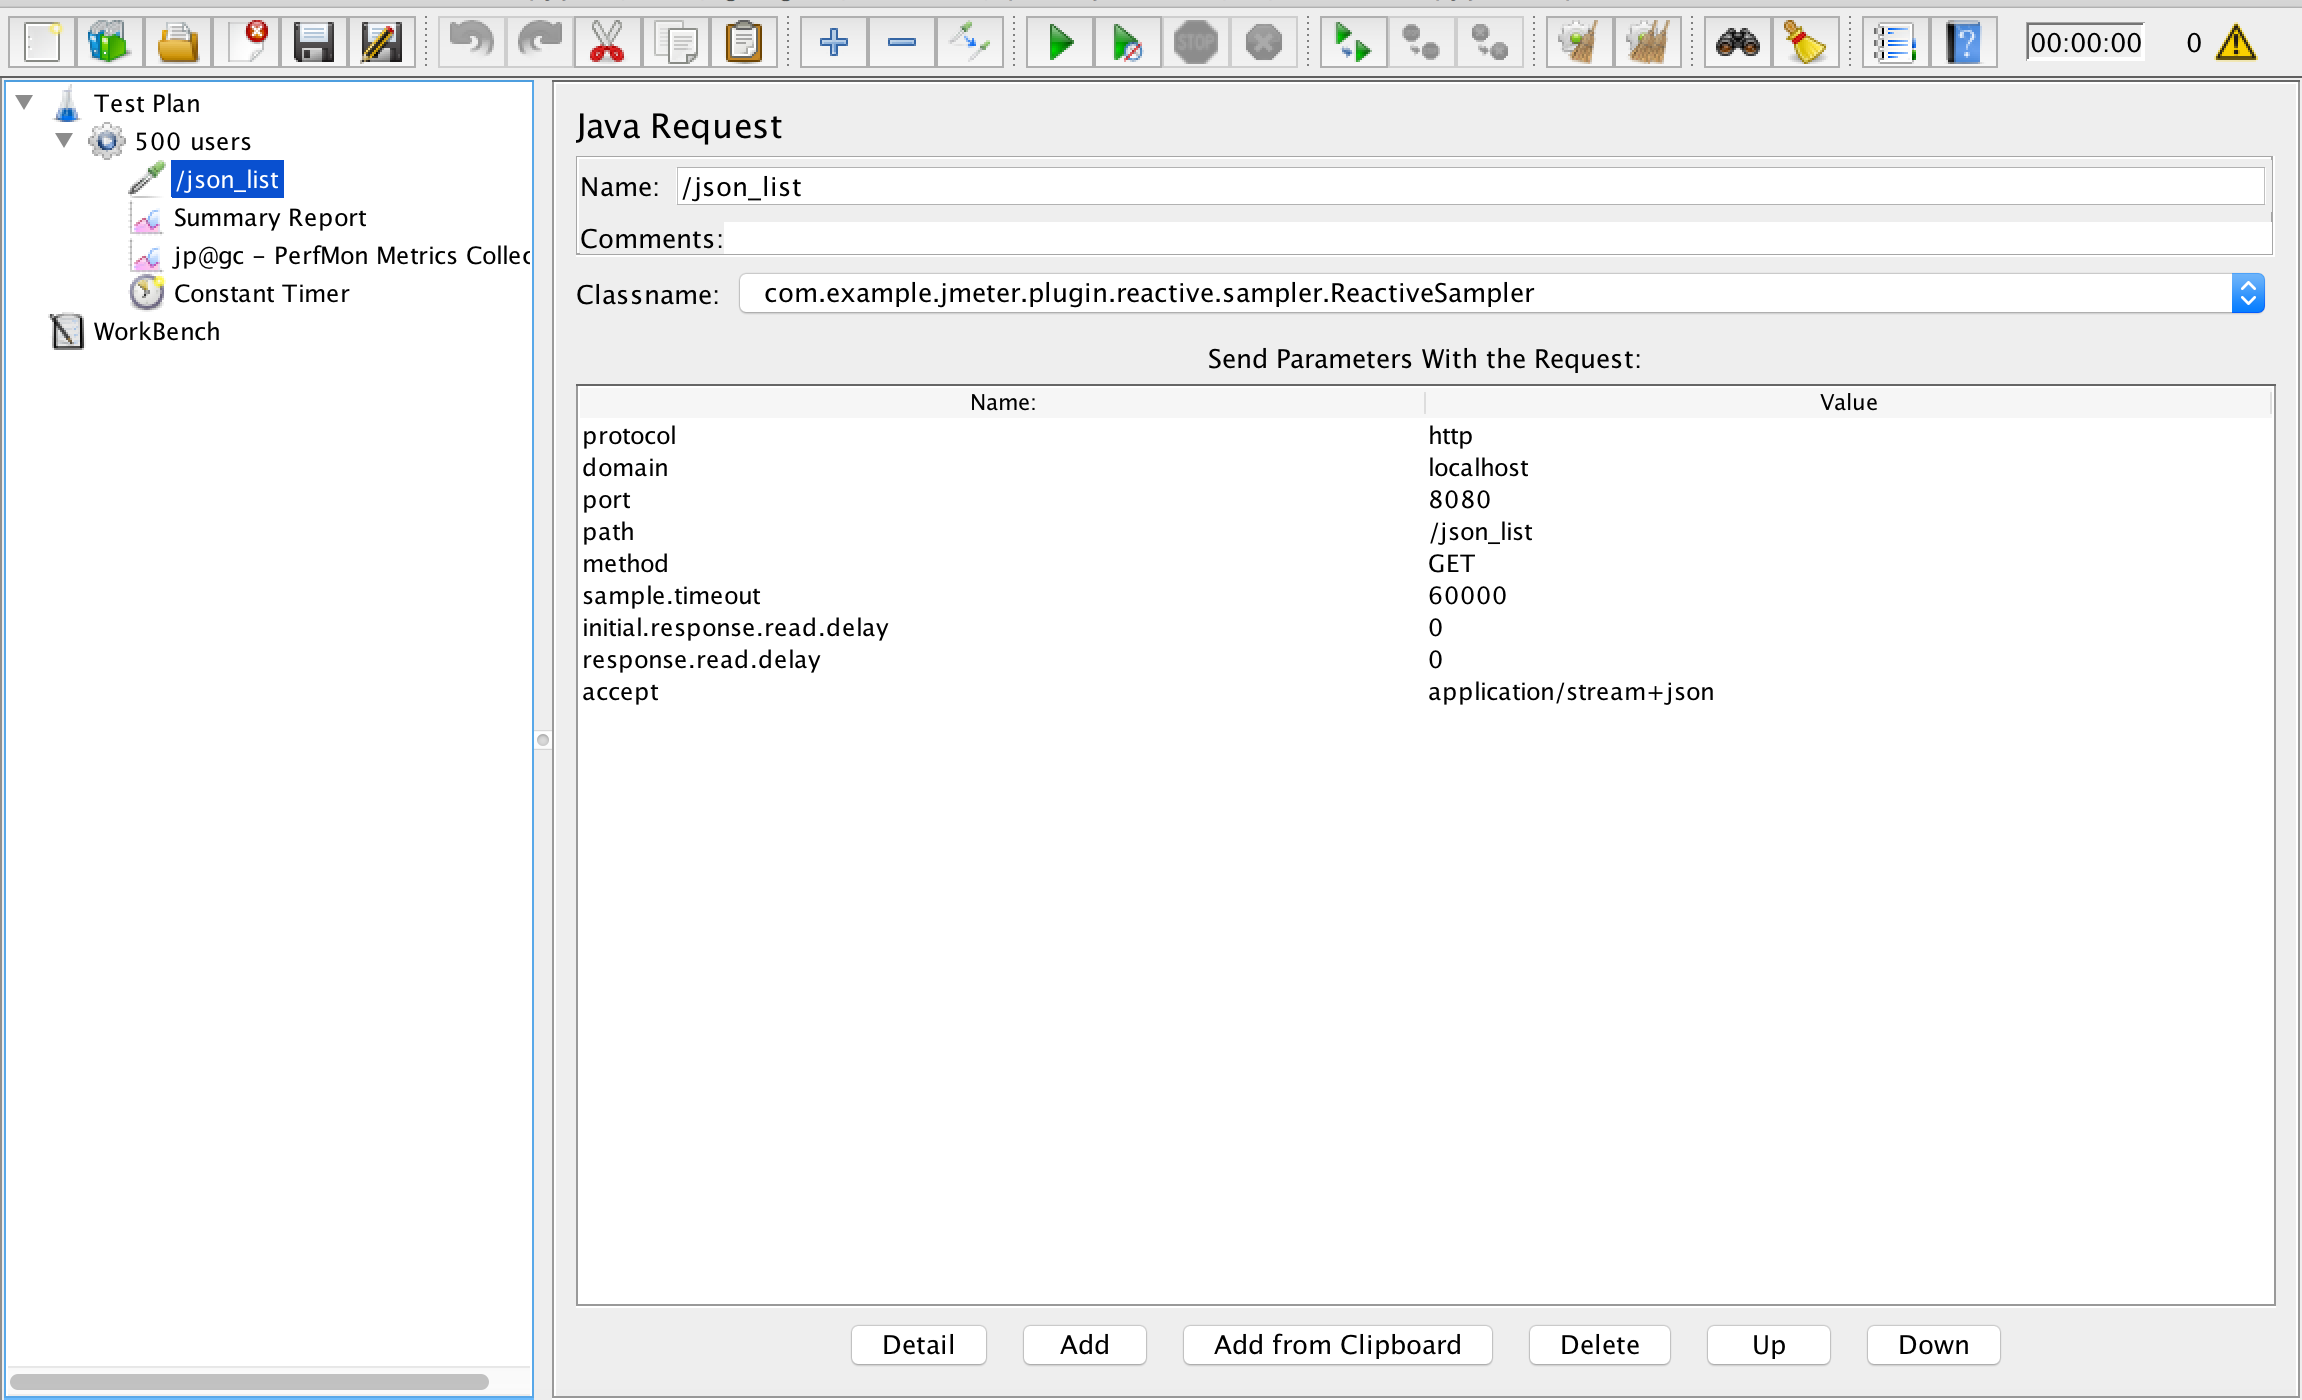 STOP
00:00:00 0
Test Plan
500 users
/json_list
Summary Report
jp@gc - PerfMon Metrics Collec
Constant Timer
WorkBench
Java Request
Name: /json_list
Comments:
Classname: com.example.jmeter.plugin.reactive.sampler.ReactiveSampler
Send Parameters With the Request:
Name: Value
protocol http
domain localhost
port 8080
path /json_list
method GET
sample.timeout 60000
initial.response.read.delay 0
response.read.delay 0
accept application/stream+json
Detail Add Add from Clipboard Delete Up Down